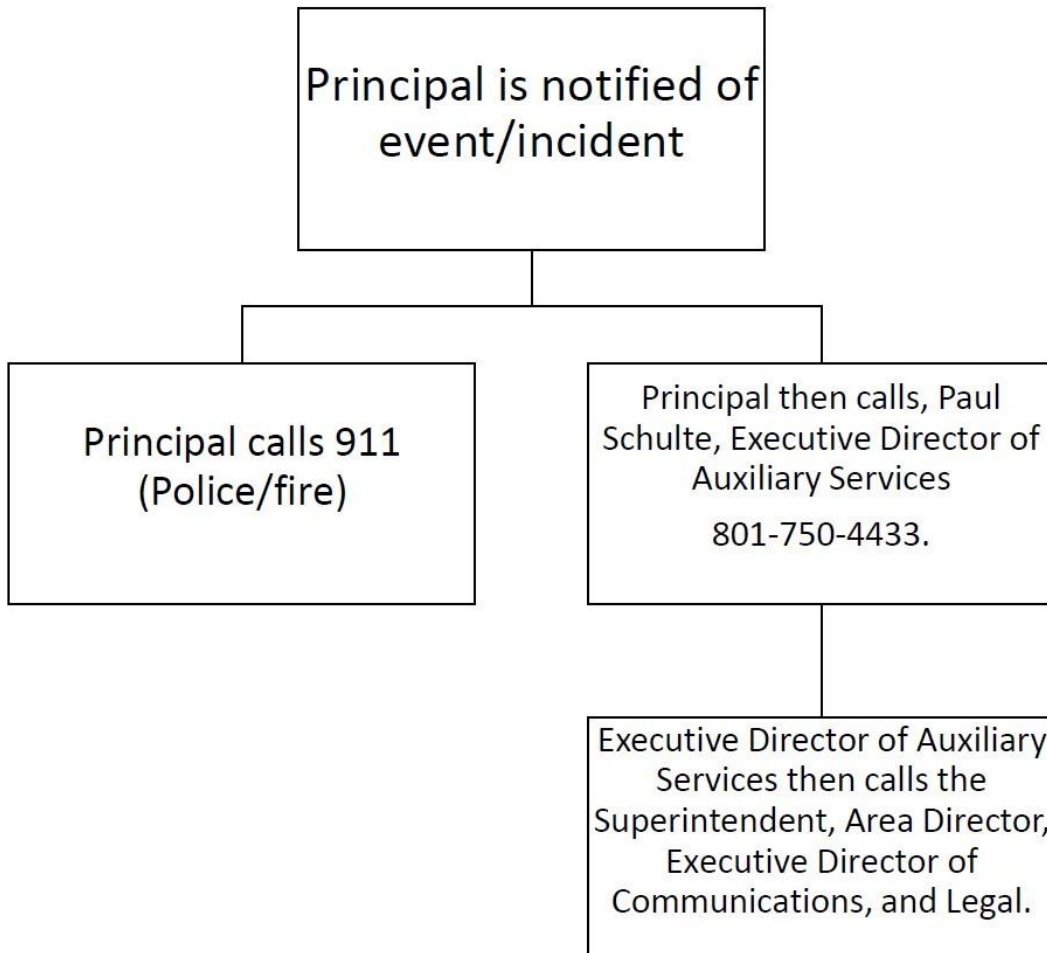 Principal is notified of
event/incident
Principal calls 911
(Police/fire)
Principal then calls, Paul
Schulte, Executive Director of
Auxiliary Services
801-750-4433.
Executive Director of Auxiliary
Services then calls the
Superintendent, Area Director,
Executive Director of
Communications, and Legal.